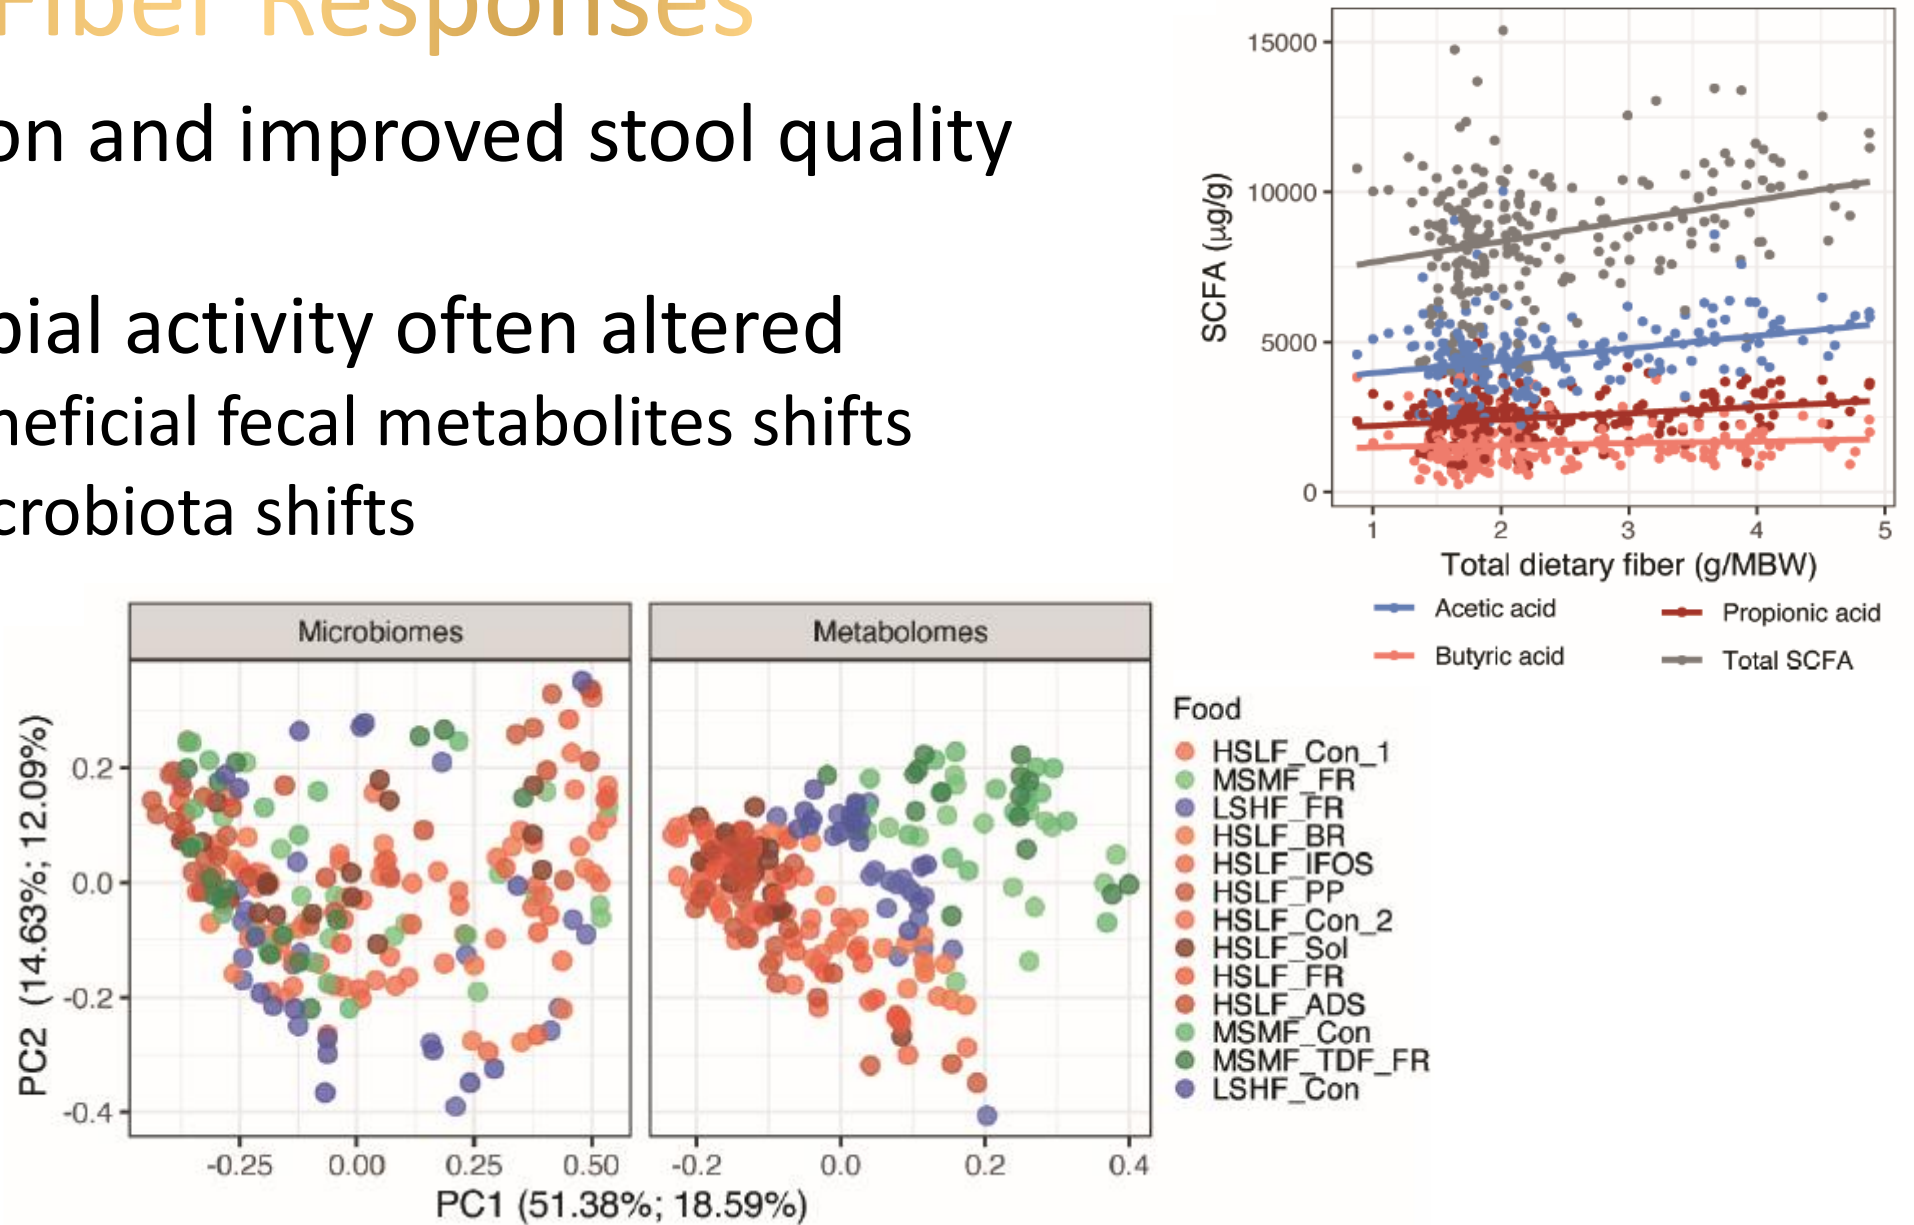 Fiber Responses
on and improved stool quality
bial activity often altered
neficial fecal metabolites shifts
crobiota shifts
15000
10000
5000
0
SCFA (µg/g)
1 2 3 4 5
Total dietary fiber (g/MBW)
Acetic acid Propionic acid
Butyric acid Total SCFA
Microbiomes Metabolomes
0.2
0.0
-0.2
-0.4
PC2 (14.63%; 12.09%)
-0.25 0.00 0.25 0.50 -0.2 0.0 0.2 0.4
PC1 (51.38%; 18.59%)
Food
HSLF_Con_1
MSMF_FR
LSHF_FR
HSLF_BR
HSLF_IFOS
HSLF_PP
HSLF_Con_2
HSLF_Sol
HSLF_FR
HSLF_ADS
MSMF_Con
MSMF_TDF_FR
LSHF_Con